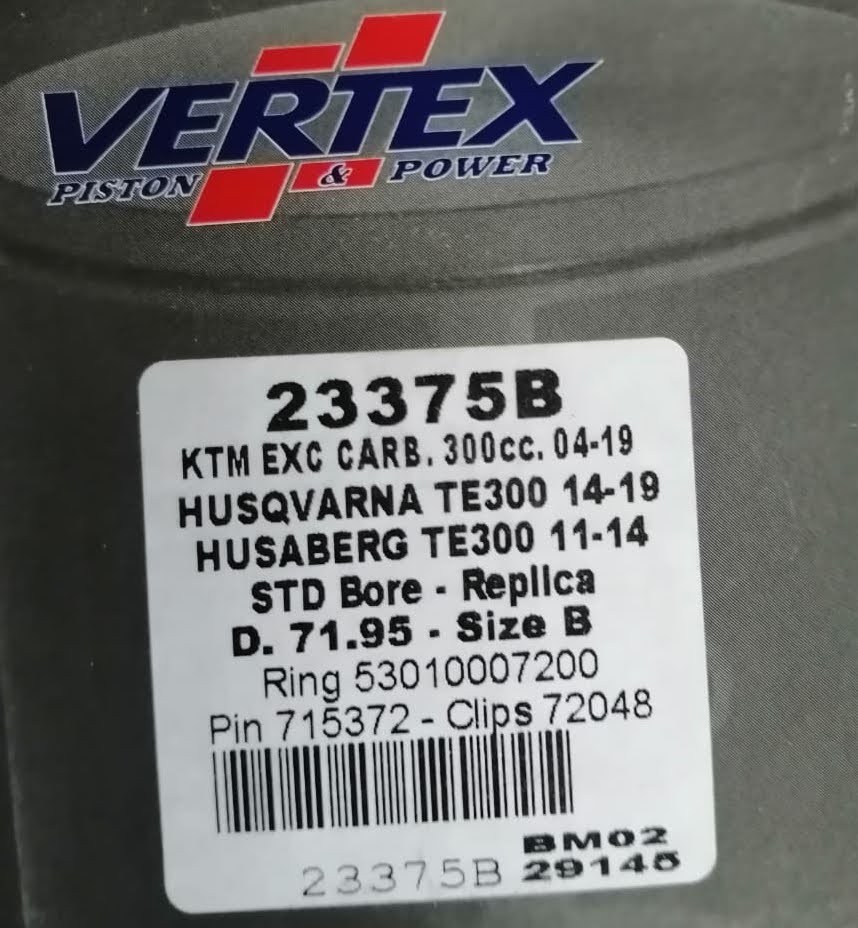 VERTEX
PISTON & POWER
23375B
KTM EXC CARB. 300cc. 04-19
HUSQVARNA TE300 14-19
HUSABERG TE300 11-14
STD Bore - Replica
D. 71.95 - Size B
Ring 53010007200
Pin 715372 - Clips 72048
BM02
23375B 29145